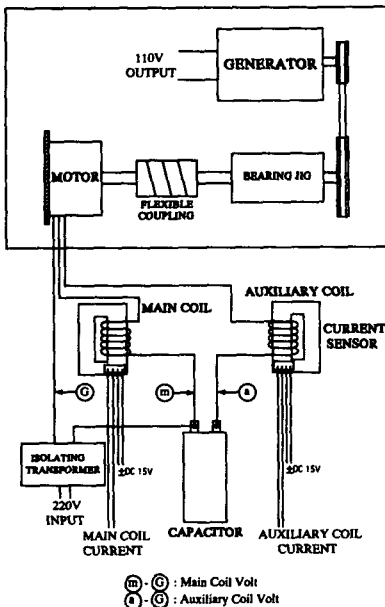 110V
OUTPUT
GENERATOR
MOTOR
FLEXIBLE
COUPLING
BEARING JIG
MAIN COIL
AUXILIARY COIL
CURRENT
SENSOR
G
m
a
ISOLATING
TRANSFORMER
±DC 15V
±DC 15V
220V
INPUT
MAIN COIL
CURRENT
CAPACITOR
AUXILIARY COIL
CURRENT
m - G : Main Coil Volt
a - G : Auxiliary Coil Volt